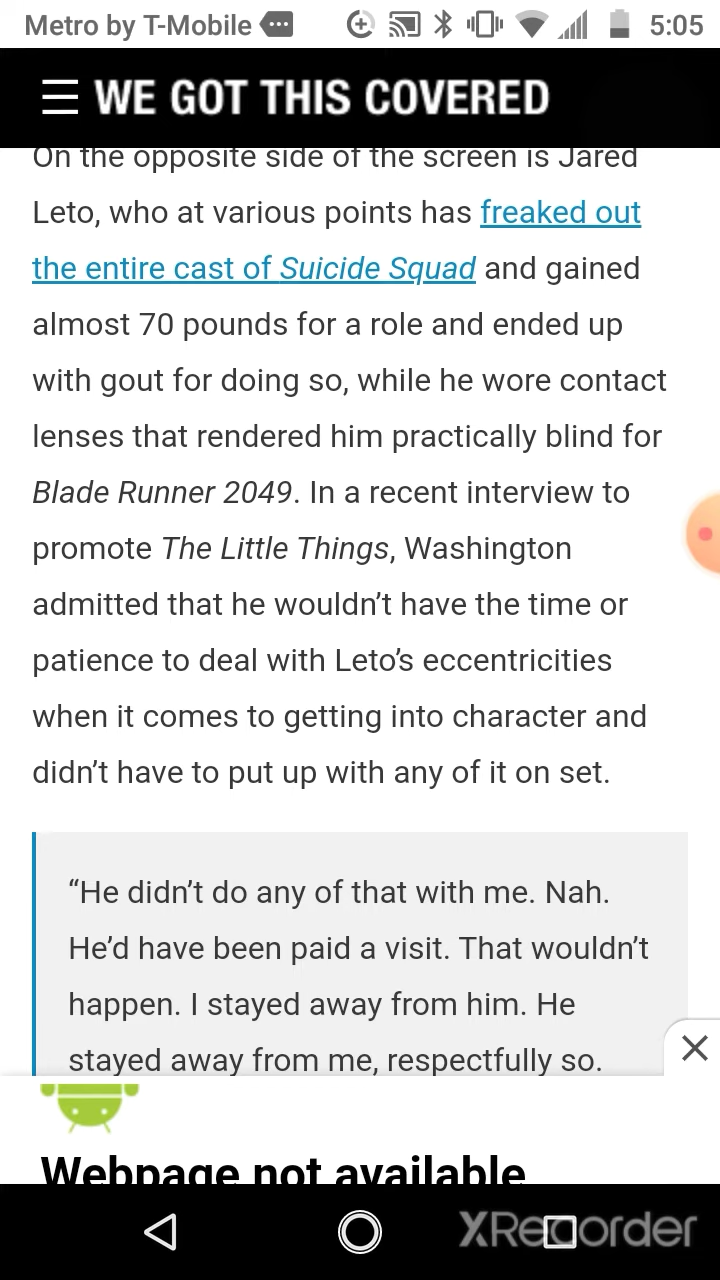 Metro by T-Mobile
5:05
WE GOT THIS COVERED
On the opposite side of the screen is Jared
Leto, who at various points has freaked out
the entire cast of Suicide Squad and gained
almost 70 pounds for a role and ended up
with gout for doing so, while he wore contact
lenses that rendered him practically blind for
Blade Runner 2049. In a recent interview to
promote The Little Things, Washington
admitted that he wouldn’t have the time or
patience to deal with Leto’s eccentricities
when it comes to getting into character and
didn’t have to put up with any of it on set.
“He didn’t do any of that with me. Nah.
He’d have been paid a visit. That wouldn’t
happen. I stayed away from him. He
stayed away from me, respectfully so.
Webpage not available
XRecorder